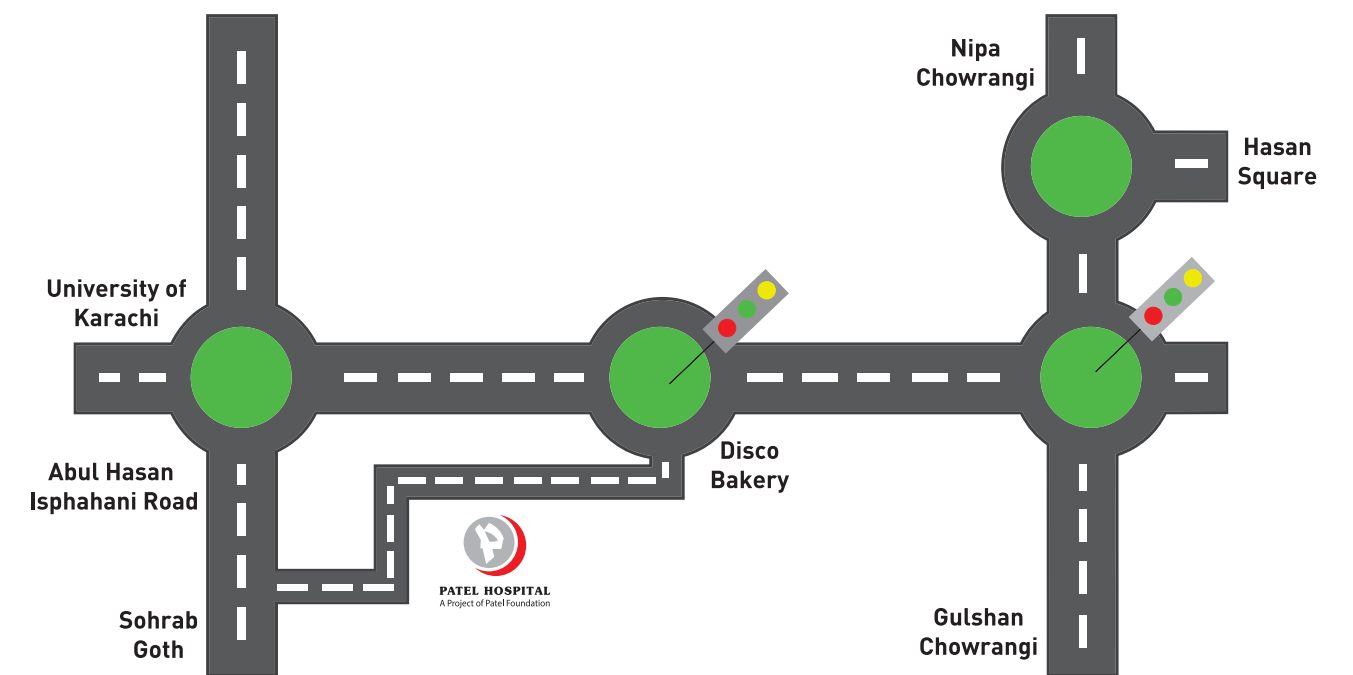 Nipa
Chowrangi
Hasan
Square
University of
Karachi
Disco
Bakery
Abul Hasan
Isphahani Road
PATEL HOSPITAL
A Project of Patel Foundation
Sohrab
Goth
Gulshan
Chowrangi